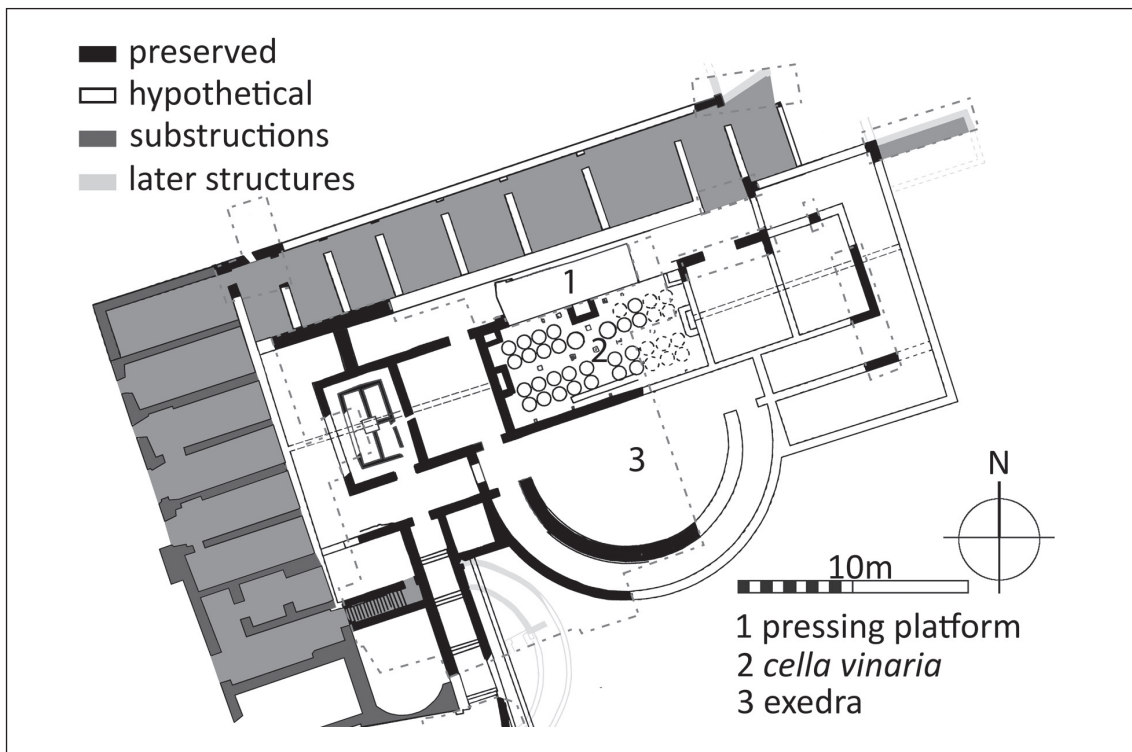 preserved
hypothetical
substructions
later structures
1
2
3
N
10m
1 pressing platform
2 cella vinaria
3 exedra